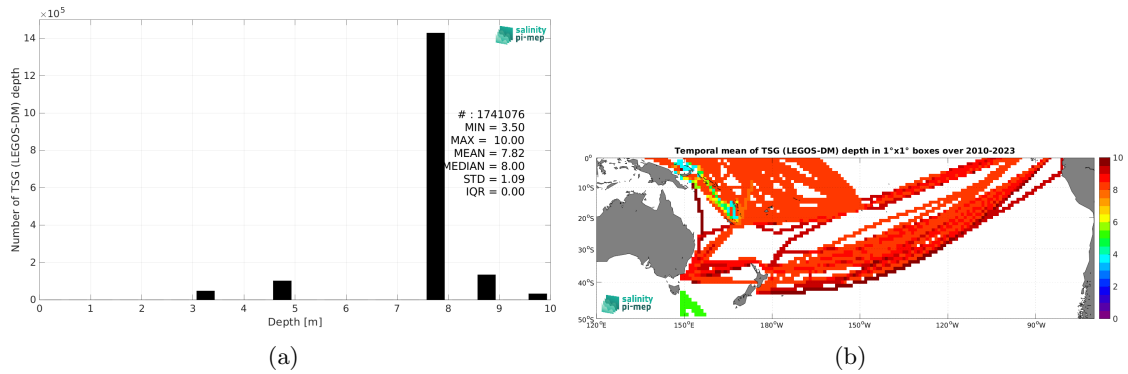 ×10⁵
14
12
10
8
6
4
2
0
Number of TSG (LEGOS-DM) depth
salinity
pi-mep
# : 1741076
MIN = 3.50
MAX = 10.00
MEAN = 7.82
MEDIAN = 8.00
STD = 1.09
IQR = 0.00
0 1 2 3 4 5 6 7 8 9 10
Depth [m]
(a)
Temporal mean of TSG (LEGOS-DM) depth in 1°x1° boxes over 2010-2023
0°
10°S
20°S
30°S
40°S
50°S
120°E 150°E 180°W 150°W 120°W 90°W
salinity
pi-mep
10
8
6
4
2
0
(b)